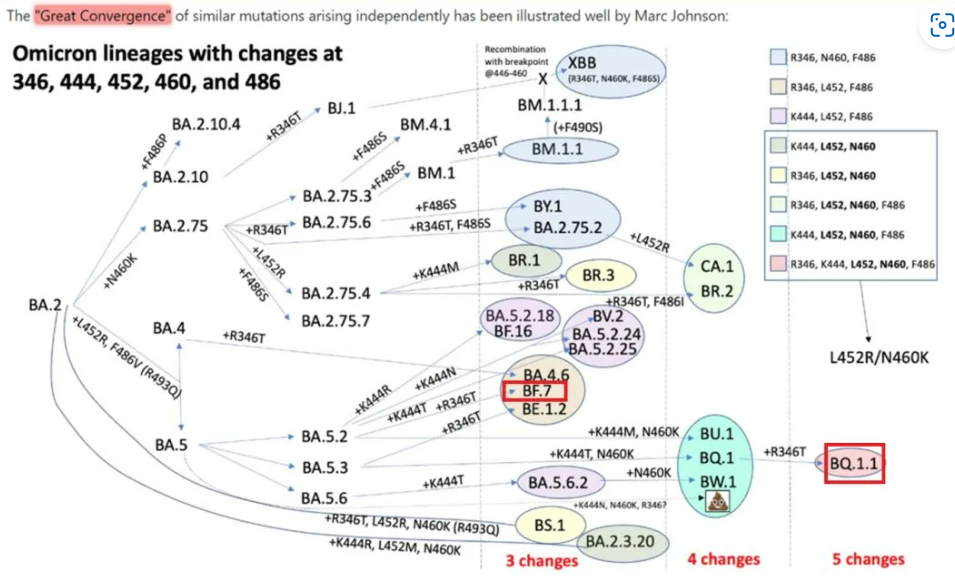 The "Great Convergence" of similar mutations arising independently has been illustrated well by Marc Johnson:
Omicron lineages with changes at
346, 444, 452, 460, and 486
Recombination
with breakpoint
@446-460
X
XBB
(R346T, N460K, F486S)
BJ.1
BM.1.1.1
(+F490S)
BA.2.10.4
+R346T
BM.4.1
+F486P
+F486S
+R346T
BM.1.1
BA.2.10
+F486S
BM.1
BA.2.75.3
+F486S
BY.1
BA.2.75
BA.2.75.6
+R346T
+R346T, F486S
BA.2.75.2
+L452R
+N460K
+L452R
+F486S
+K444M
BR.1
CA.1
BR.3
+R346T
BA.2.75.4
BR.2
+R346T, F486I
BA.2
BA.2.75.7
BA.5.2.18
BF.16
BV.2
BA.5.2.24
BA.5.2.25
BA.4
+R346T
+L452R, F486V (R493Q)
+K444R
+K444N
+K444T
+R346T
+R346T
BA.4.6
BF.7
BE.1.2
BA.5
BA.5.2
+K444M, N460K
BU.1
BA.5.3
+K444T, N460K
BQ.1
+R346T
BQ.1.1
BA.5.6
+K444T
BA.5.6.2
+N460K
BW.1
+K444N, N460K, R346?
+R346T, L452R, N460K (R493Q)
BS.1
+K444R, L452M, N460K
BA.2.3.20
3 changes
4 changes
5 changes
R346, N460, F486
R346, L452, F486
K444, L452, F486
K444, L452, N460
R346, L452, N460
R346, L452, N460, F486
K444, L452, N460, F486
R346, K444, L452, N460, F486
L452R/N460K